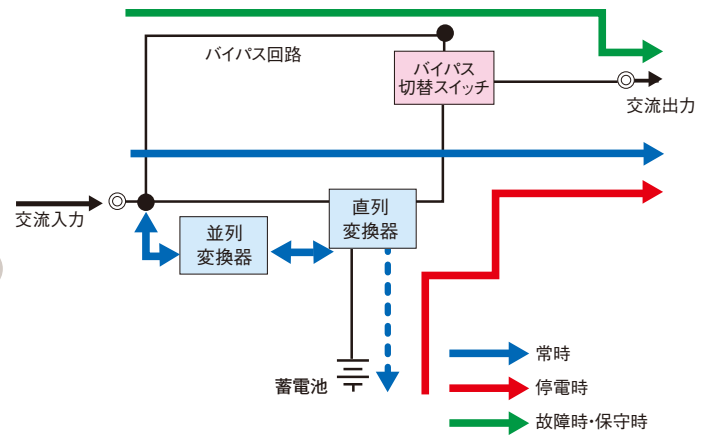 バイパス回路
バイパス
切替スイッチ
交流出力
交流入力
直列
変換器
並列
変換器
蓄電池
常時
停電時
故障時・保守時